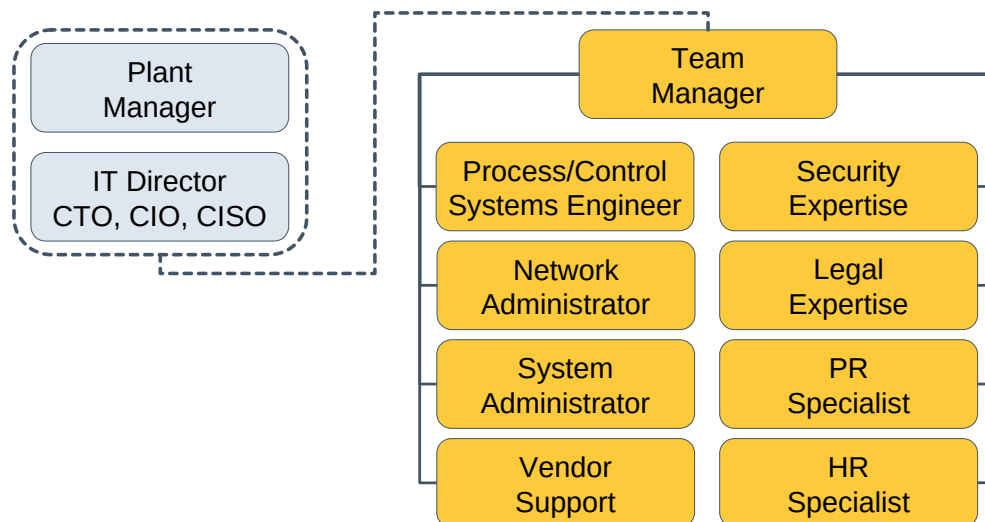 Plant
Manager
IT Director
CTO, CIO, CISO
Team
Manager
Process/Control
Systems Engineer
Security
Expertise
Network
Administrator
Legal
Expertise
System
Administrator
PR
Specialist
Vendor
Support
HR
Specialist